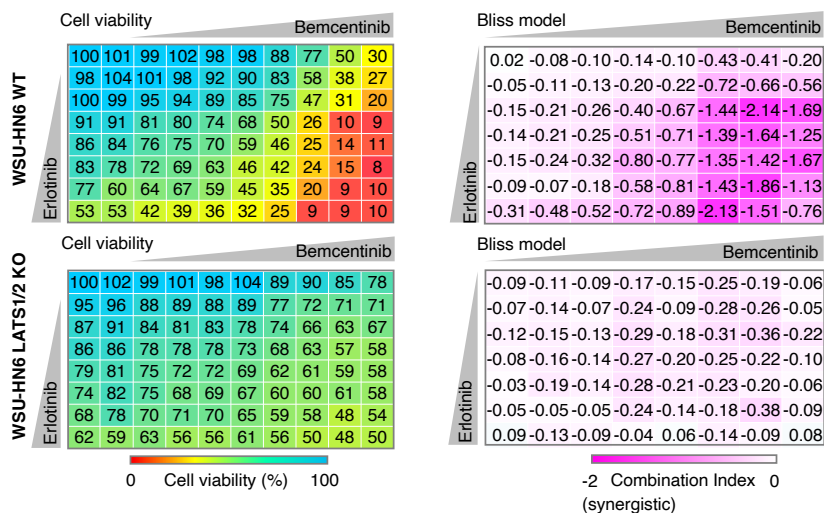 Cell viability
Bemcentinib
WSU-HN6 WT
Erlotinib
100 101 99 102 98 98 88 77 50 30
98 104 101 98 92 90 83 58 38 27
100 99 95 94 89 85 75 47 31 20
91 91 81 80 74 68 50 26 10 9
86 84 76 75 70 59 46 25 14 11
83 78 72 69 63 46 42 24 15 8
77 60 64 67 59 45 35 20 9 10
53 53 42 39 36 32 25 9 9 10
Bliss model
Bemcentinib
Erlotinib
0.02 -0.08 -0.10 -0.14 -0.10 -0.43 -0.41 -0.20
-0.05 -0.11 -0.13 -0.20 -0.22 -0.72 -0.66 -0.56
-0.15 -0.21 -0.26 -0.40 -0.67 -1.44 -2.14 -1.69
-0.14 -0.21 -0.25 -0.51 -0.71 -1.39 -1.64 -1.25
-0.15 -0.24 -0.32 -0.80 -0.77 -1.35 -1.42 -1.67
-0.09 -0.07 -0.18 -0.58 -0.81 -1.43 -1.86 -1.13
-0.31 -0.48 -0.52 -0.72 -0.89 -2.13 -1.51 -0.76
Cell viability
Bemcentinib
WSU-HN6 LATS1/2 KO
Erlotinib
100 102 99 101 98 104 89 90 85 78
95 96 88 89 88 89 77 72 71 71
87 91 84 81 83 78 74 66 63 67
86 86 78 78 78 73 68 63 57 58
79 81 75 72 72 69 62 61 59 58
74 82 75 68 69 67 60 60 61 58
68 78 70 71 70 65 59 58 48 54
62 59 63 56 56 61 56 50 48 50
0 Cell viability (%) 100
Bliss model
Bemcentinib
Erlotinib
-0.09 -0.11 -0.09 -0.17 -0.15 -0.25 -0.19 -0.06
-0.07 -0.14 -0.07 -0.24 -0.09 -0.28 -0.26 -0.05
-0.12 -0.15 -0.13 -0.29 -0.18 -0.31 -0.36 -0.22
-0.08 -0.16 -0.14 -0.27 -0.20 -0.25 -0.22 -0.10
-0.03 -0.19 -0.14 -0.28 -0.21 -0.23 -0.20 -0.06
-0.05 -0.05 -0.05 -0.24 -0.14 -0.18 -0.38 -0.09
0.09 -0.13 -0.09 -0.04 0.06 -0.14 -0.09 0.08
-2 Combination Index 0
(synergistic)